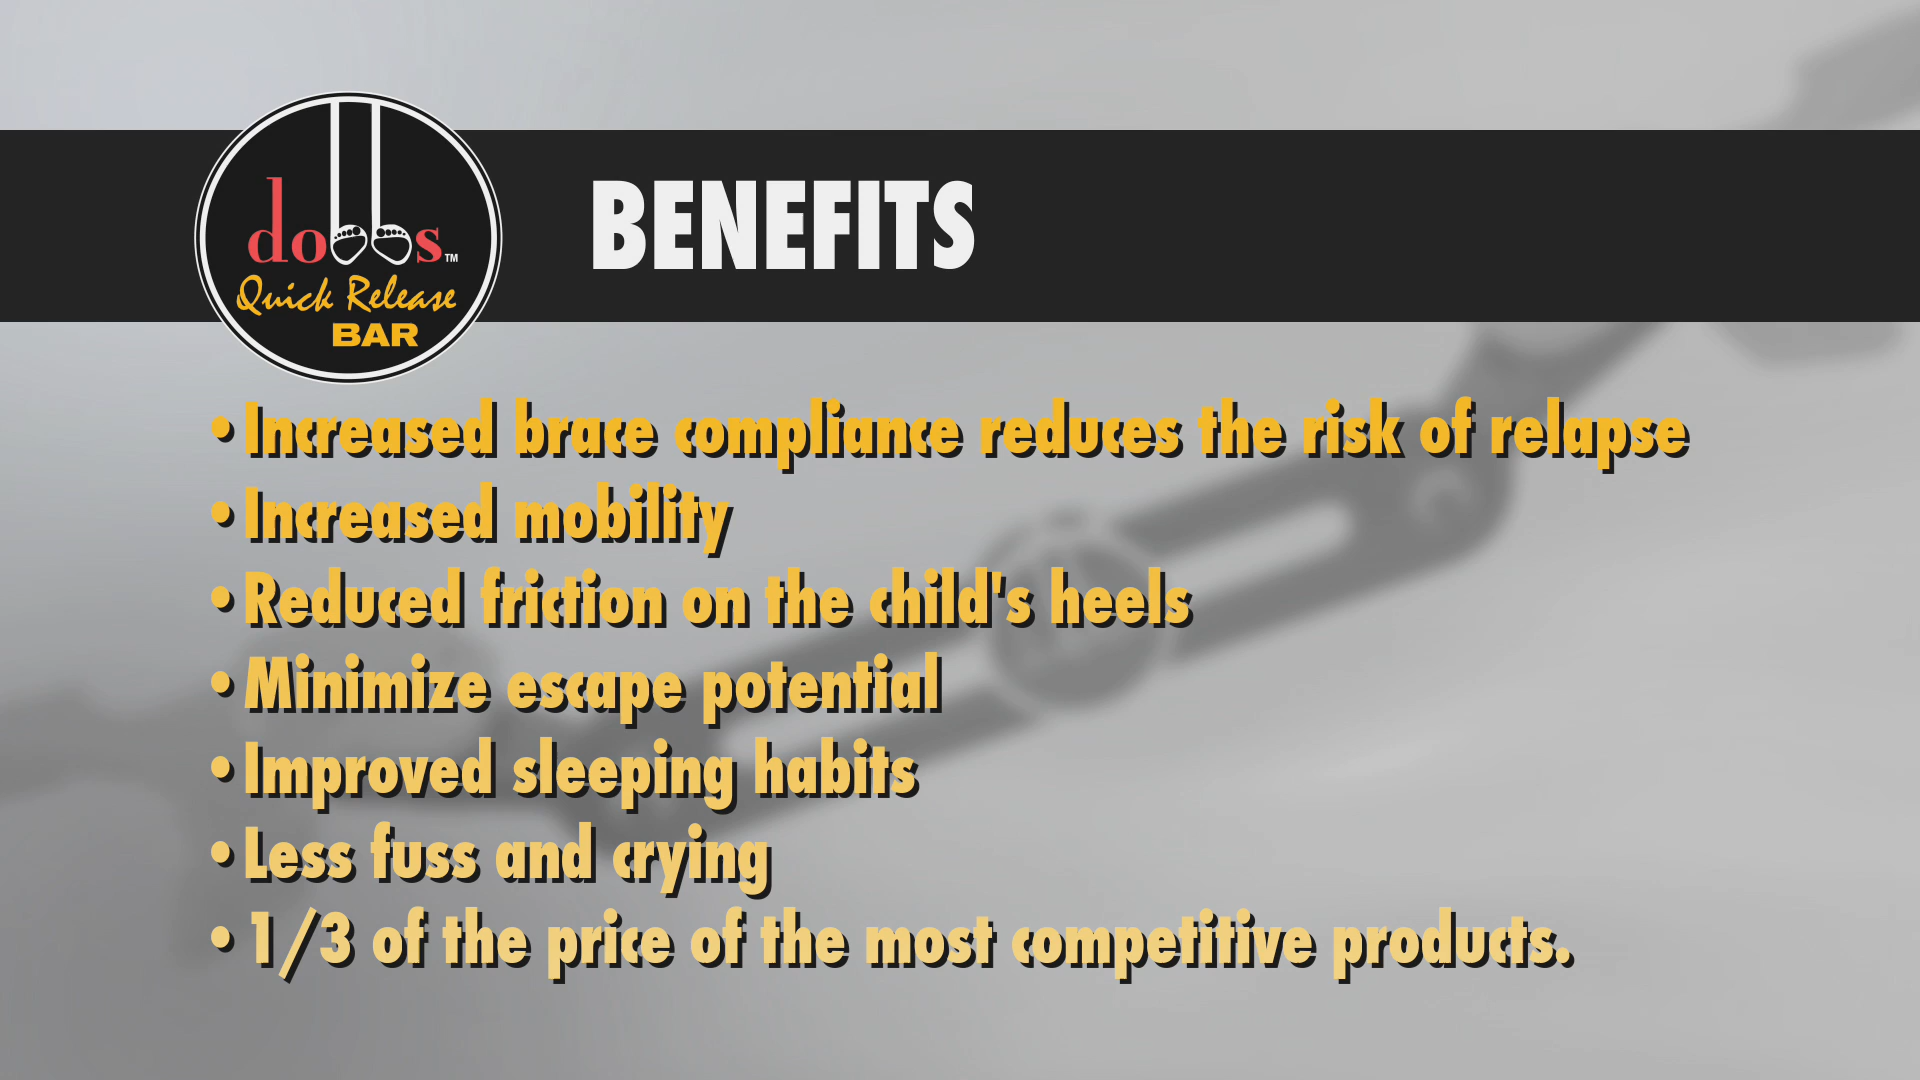 dobbs™
Quick Release
BAR
BENEFITS
• Increased brace compliance reduces the risk of relapse
• Increased mobility
• Reduced friction on the child's heels
• Minimize escape potential
• Improved sleeping habits
• Less fuss and crying
• 1/3 of the price of the most competitive products.